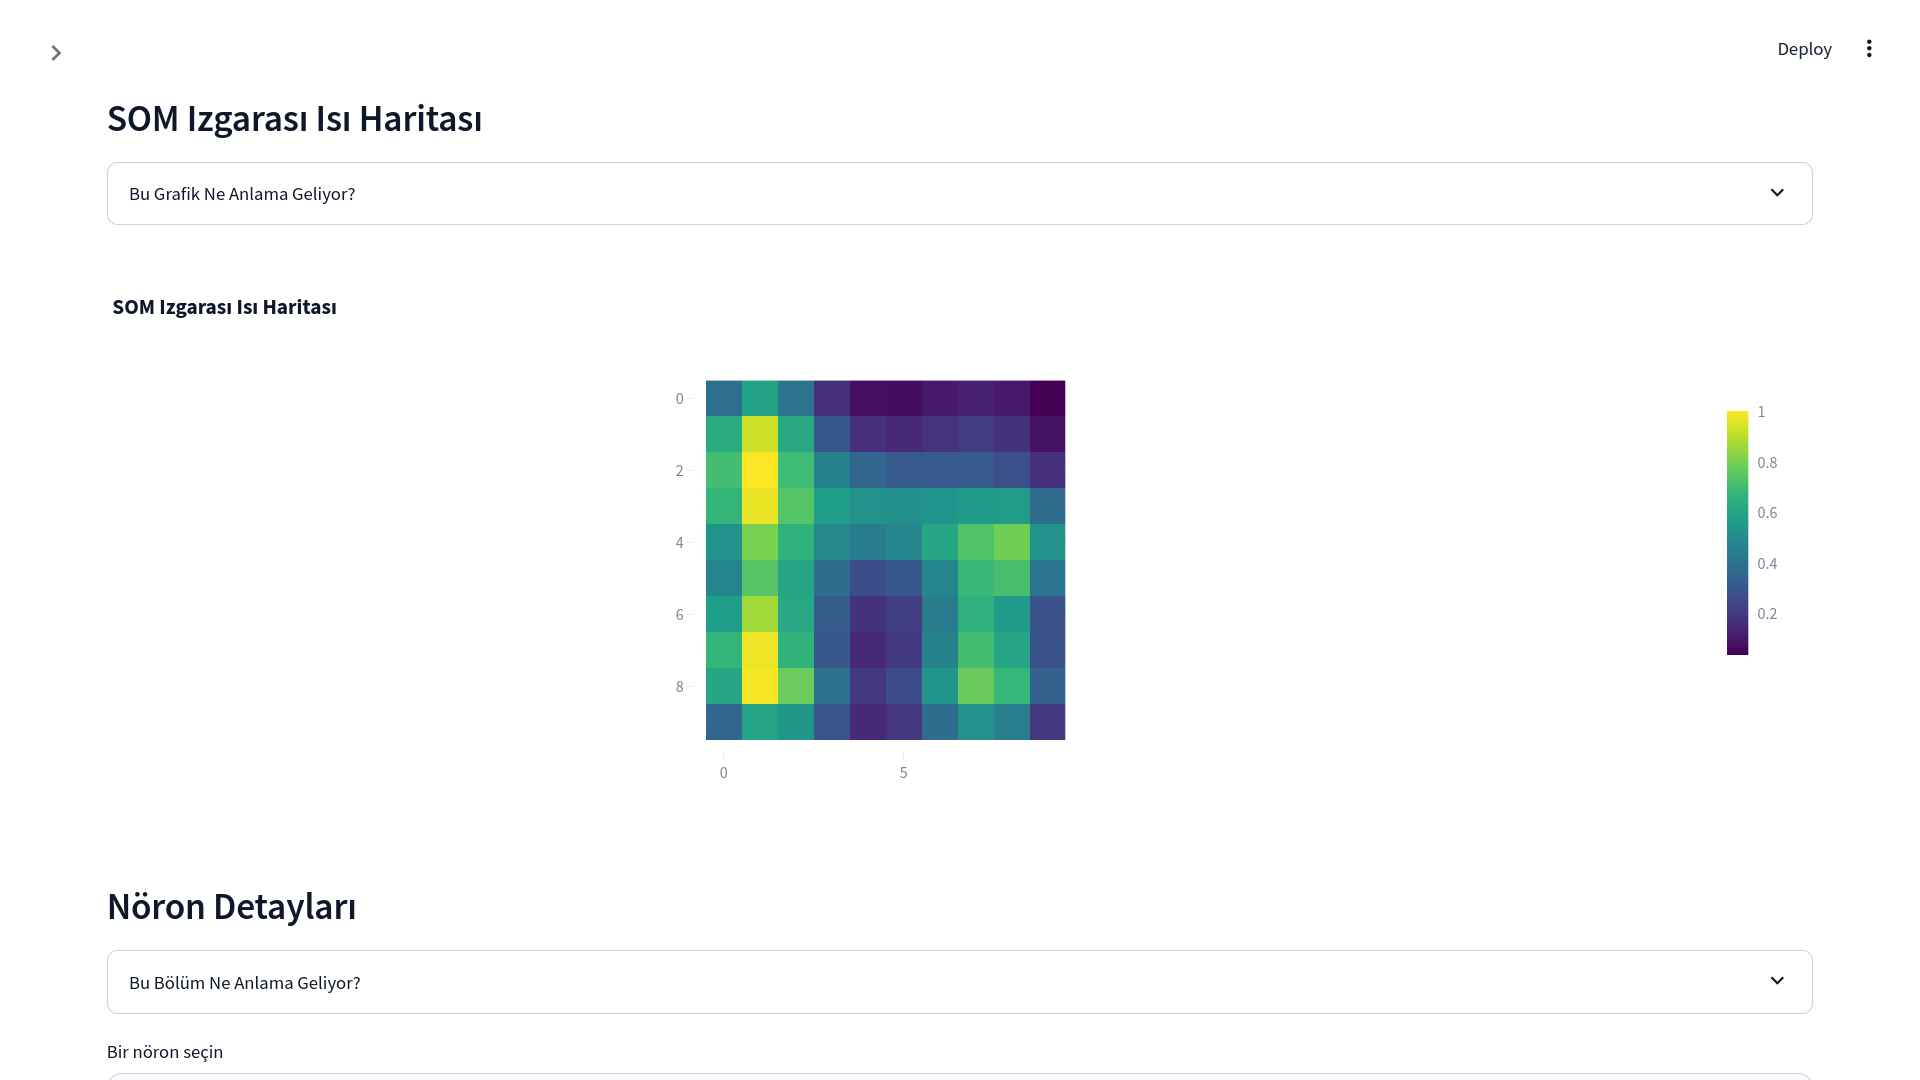 Deploy
SOM Izgarası Isı Haritası
Bu Grafik Ne Anlama Geliyor?
SOM Izgarası Isı Haritası
0
2
4
6
8
0
5
1
0.8
0.6
0.4
0.2
Nöron Detayları
Bu Bölüm Ne Anlama Geliyor?
Bir nöron seçin